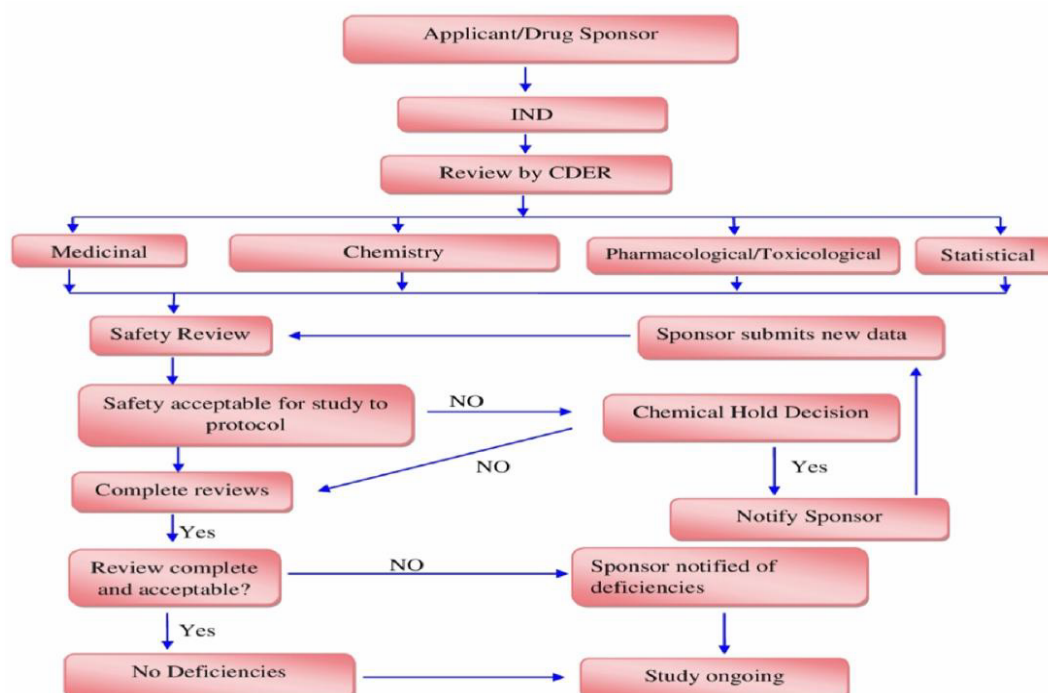 Applicant/Drug Sponsor
IND
Review by CDER
Medicinal
Chemistry
Pharmacological/Toxicological
Statistical
Safety Review
Sponsor submits new data
Safety acceptable for study to
protocol
NO
Chemical Hold Decision
NO
Yes
Complete reviews
Notify Sponsor
Yes
Review complete
and acceptable?
NO
Sponsor notified of
deficiencies
Yes
No Deficiencies
Study ongoing